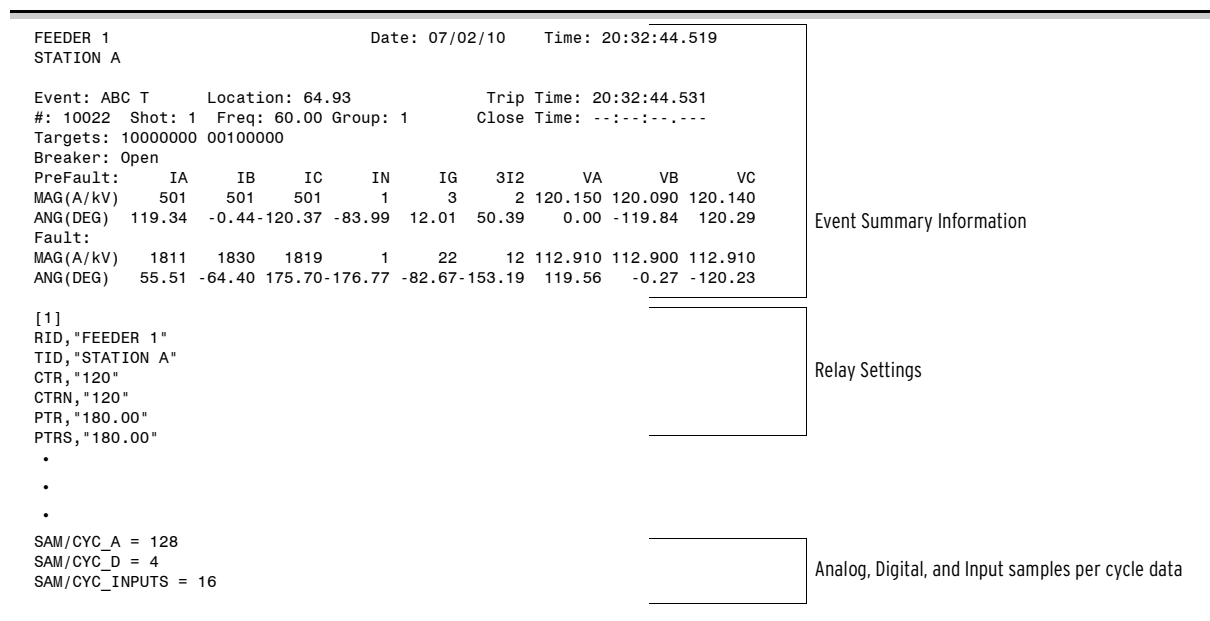 FEEDER 1                         Date: 07/02/10    Time: 20:32:44.519
STATION A
Event: ABC T      Location: 64.93              Trip Time: 20:32:44.531
#: 10022  Shot: 1  Freq: 60.00 Group: 1       Close Time: --:--:--.---
Targets: 10000000 00100000
Breaker: Open
PreFault:     IA     IB     IC     IN     IG    3I2      VA      VB      VC
MAG(A/kV)    501    501    501      1      3      2 120.150 120.090 120.140
ANG(DEG)  119.34  -0.44-120.37 -83.99  12.01  50.39    0.00 -119.84  120.29
Fault:
MAG(A/kV)   1811   1830   1819      1     22     12 112.910 112.900 112.910
ANG(DEG)   55.51 -64.40 175.70-176.77 -82.67-153.19  119.56   -0.27 -120.23
Event Summary Information
[1]
RID,"FEEDER 1"
TID,"STATION A"
CTR,"120"
CTRN,"120"
PTR,"180.00"
PTRS,"180.00"
Relay Settings
•
•
•
SAM/CYC_A = 128
SAM/CYC_D = 4
SAM/CYC_INPUTS = 16
Analog, Digital, and Input samples per cycle data